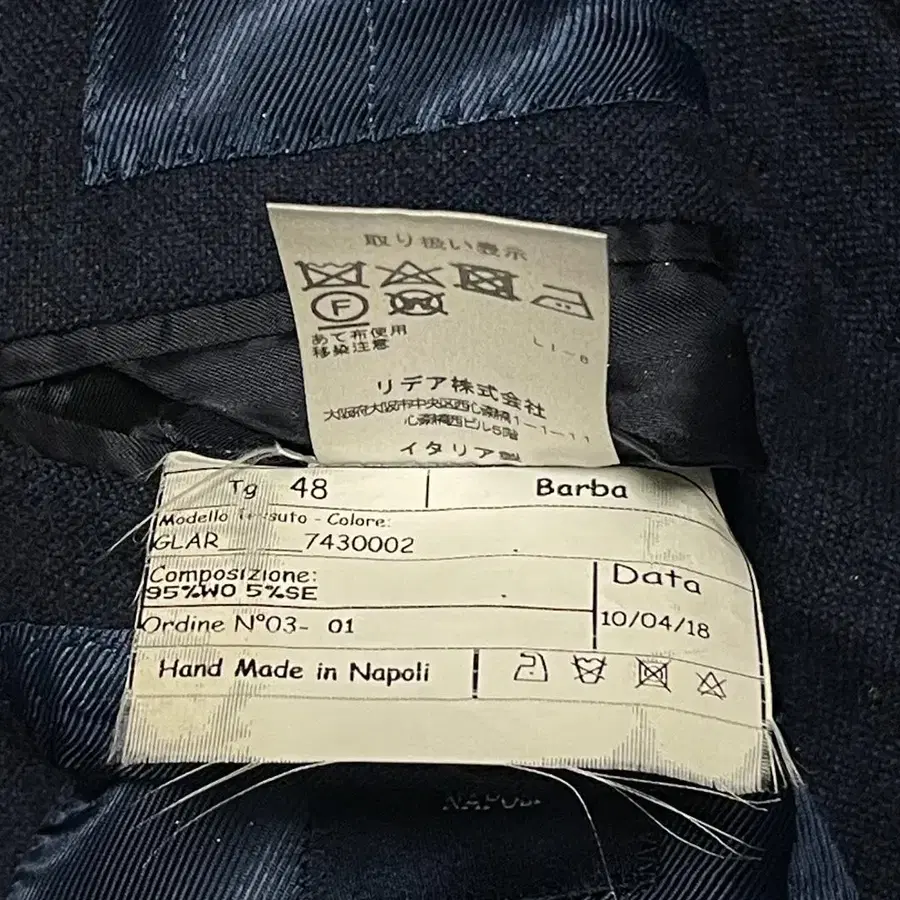 取り扱い表示
F W
あて布使用
移染注意
L1-8
リデア株式会社
大阪府大阪市中央区西心斎橋1-1-11
心斎橋西ビル5階
イタリア製
Tg 48 Barba
Modello Tessuto - Colore:
GLAR______7430002
Composizione: Data
95%WO 5%SE
Ordine N°03- 01 10/04/18
Hand Made in Napoli
NAPOLI